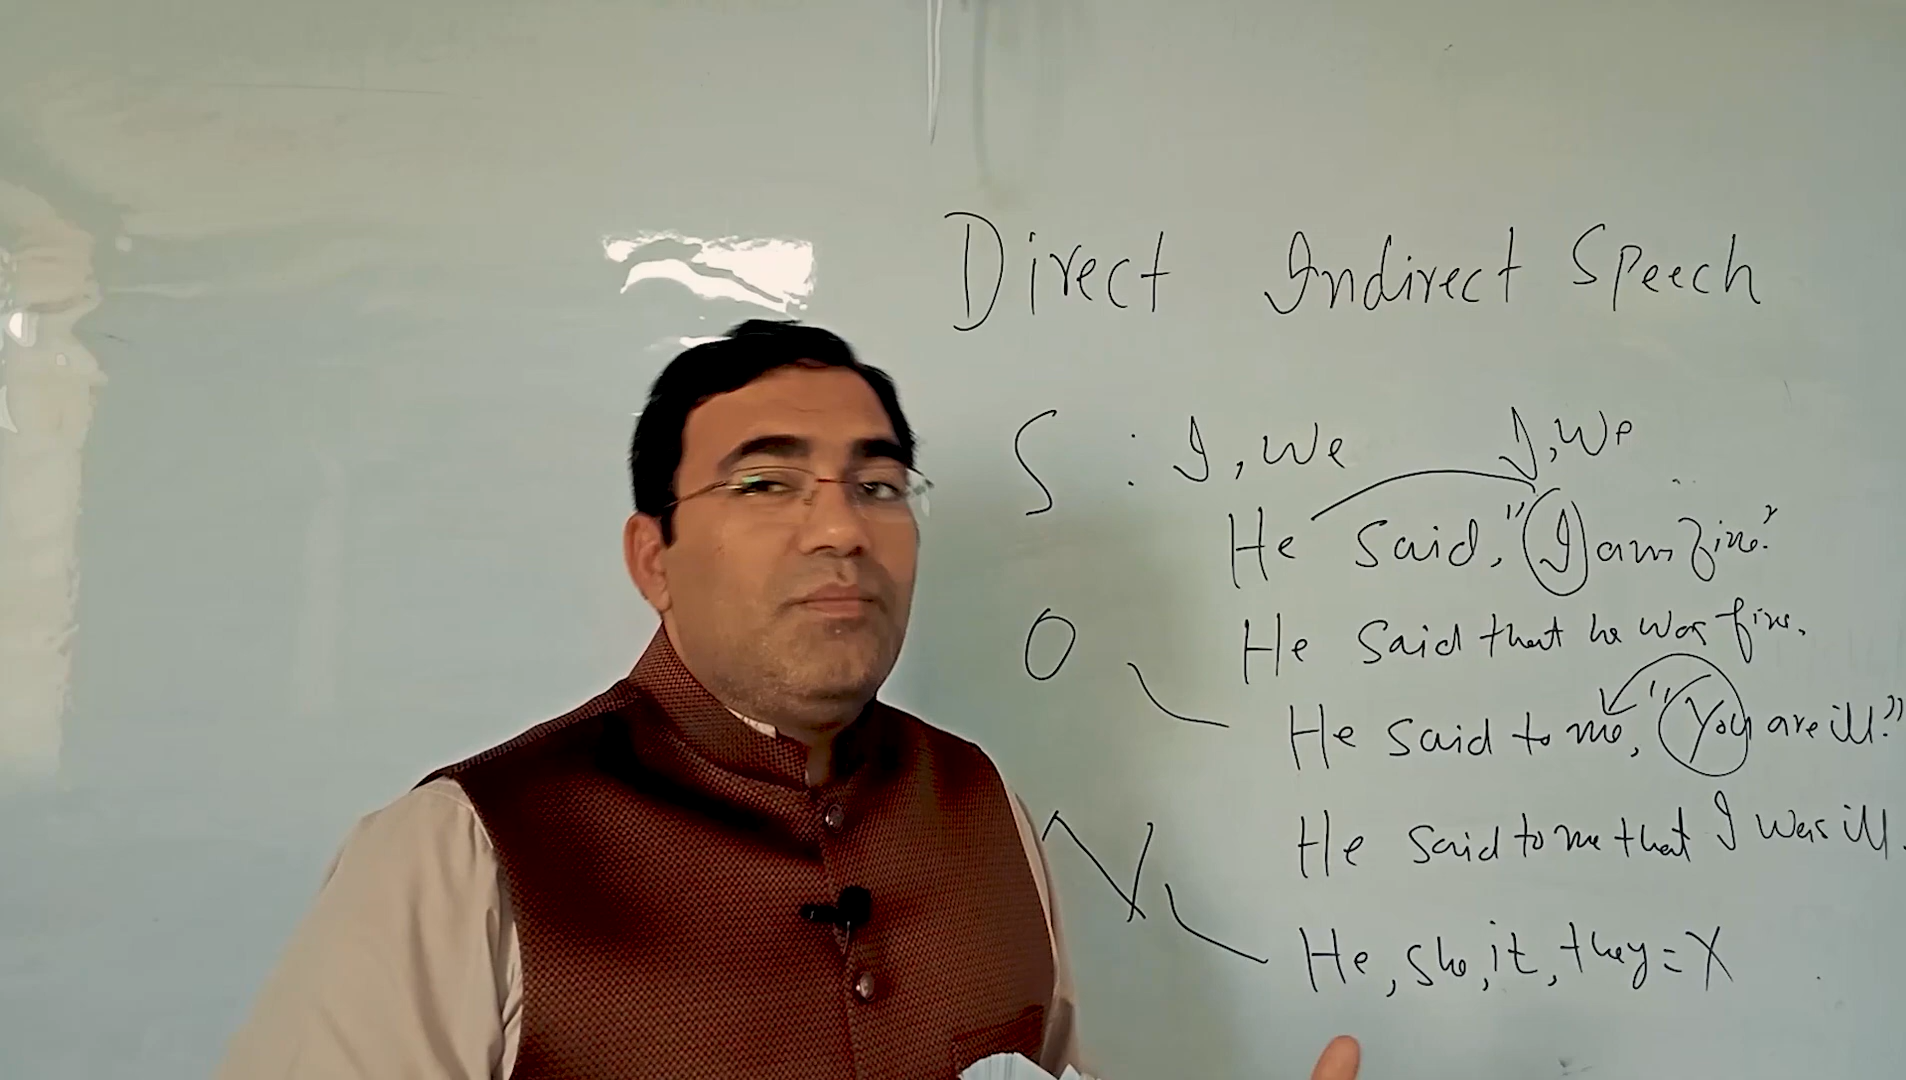 Direct Indirect Speech
S : I, We I, We
He said, "I am fine."
O He said that he was fine.
He said to me, "You are ill."
N He said to me that I was ill.
He, she, it, they = X